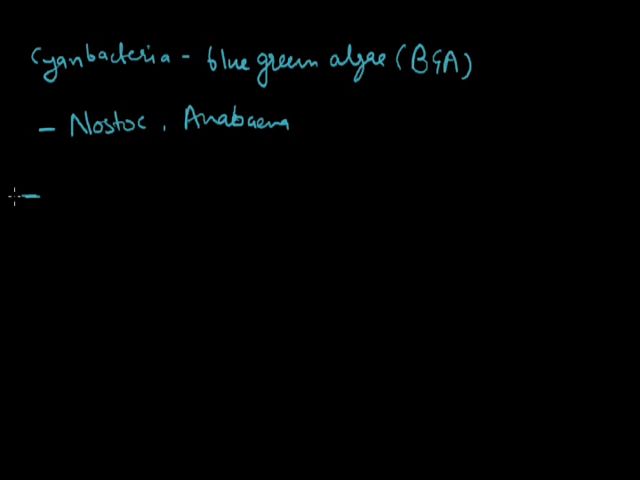 Cyanbacteria - blue green algae (BGA)
- Nostoc, Anabaena
-